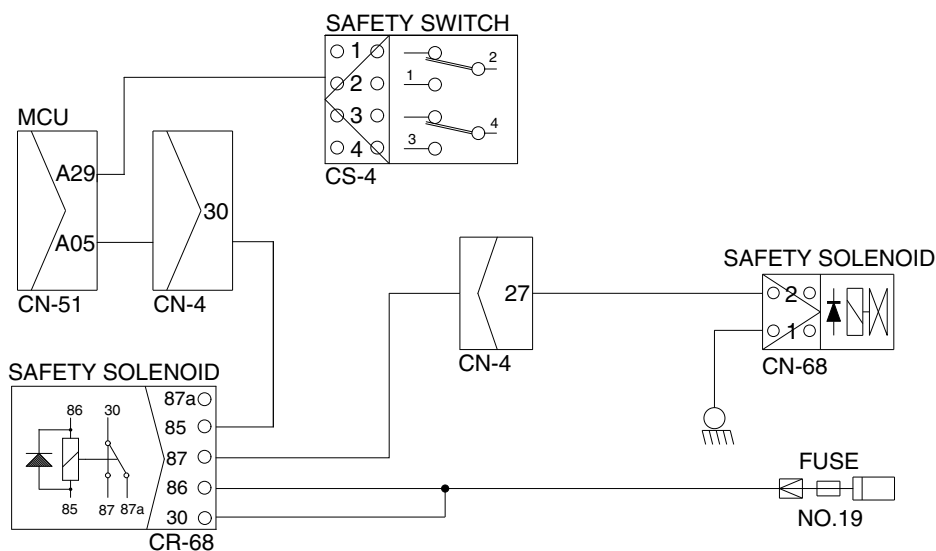 SAFETY SWITCH
1
2
3
4
2
1
4
3
CS-4
MCU
A29
A05
CN-51
30
CN-4
27
CN-4
SAFETY SOLENOID
2
1
CN-68
SAFETY SOLENOID
86
30
85
87
87a
87a
85
87
86
30
CR-68
FUSE
NO.19